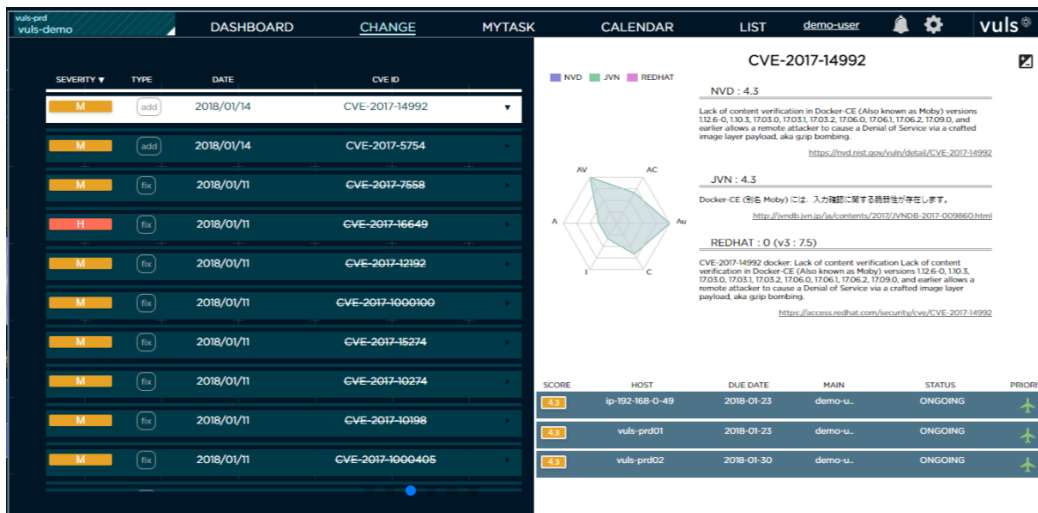 vuls-prd
vuls-demo
DASHBOARD
CHANGE
MYTASK
CALENDAR
LIST
demo-user
vuls
SEVERITY ▼ TYPE DATE CVE ID
M add 2018/01/14 CVE-2017-14992 ▼
M add 2018/01/14 CVE-2017-5754
M fix 2018/01/11 CVE-2017-7558
H fix 2018/01/11 CVE-2017-16649
M fix 2018/01/11 CVE-2017-12192
M fix 2018/01/11 CVE-2017-1000100
M fix 2018/01/11 CVE-2017-15274
M fix 2018/01/11 CVE-2017-10274
M fix 2018/01/11 CVE-2017-10198
M fix 2018/01/11 CVE-2017-1000405
CVE-2017-14992
NVD JVN REDHAT
AV AC
A Au
I C
NVD : 4.3
Lack of content verification in Docker-CE (Also known as Moby) versions
1.12.6-0, 1.10.3, 17.03.0, 17.03.1, 17.03.2, 17.06.0, 17.06.1, 17.06.2, 17.09.0, and
earlier allows a remote attacker to cause a Denial of Service via a crafted
image layer payload, aka gzip bombing.
https://nvd.nist.gov/vuln/detail/CVE-2017-14992
JVN : 4.3
Docker-CE (別名 Moby) には、入力確認に関する脆弱性が存在します。
http://jvndb.jvn.jp/ja/contents/2017/JVNDB-2017-009860.html
REDHAT : 0 (v3 : 7.5)
CVE-2017-14992 docker: Lack of content verification Lack of content
verification in Docker-CE (Also known as Moby) versions 1.12.6-0, 1.10.3,
17.03.0, 17.03.1, 17.03.2, 17.06.0, 17.06.1, 17.06.2, 17.09.0, and earlier allows a
remote attacker to cause a Denial of Service via a crafted image layer
payload, aka gzip bombing.
https://access.redhat.com/security/cve/CVE-2017-14992
SCORE HOST DUE DATE MAIN STATUS PRIORI
4.3 ip-192-168-0-49 2018-01-23 demo-u... ONGOING
4.3 vuls-prd01 2018-01-23 demo-u... ONGOING
4.3 vuls-prd02 2018-01-30 demo-u... ONGOING